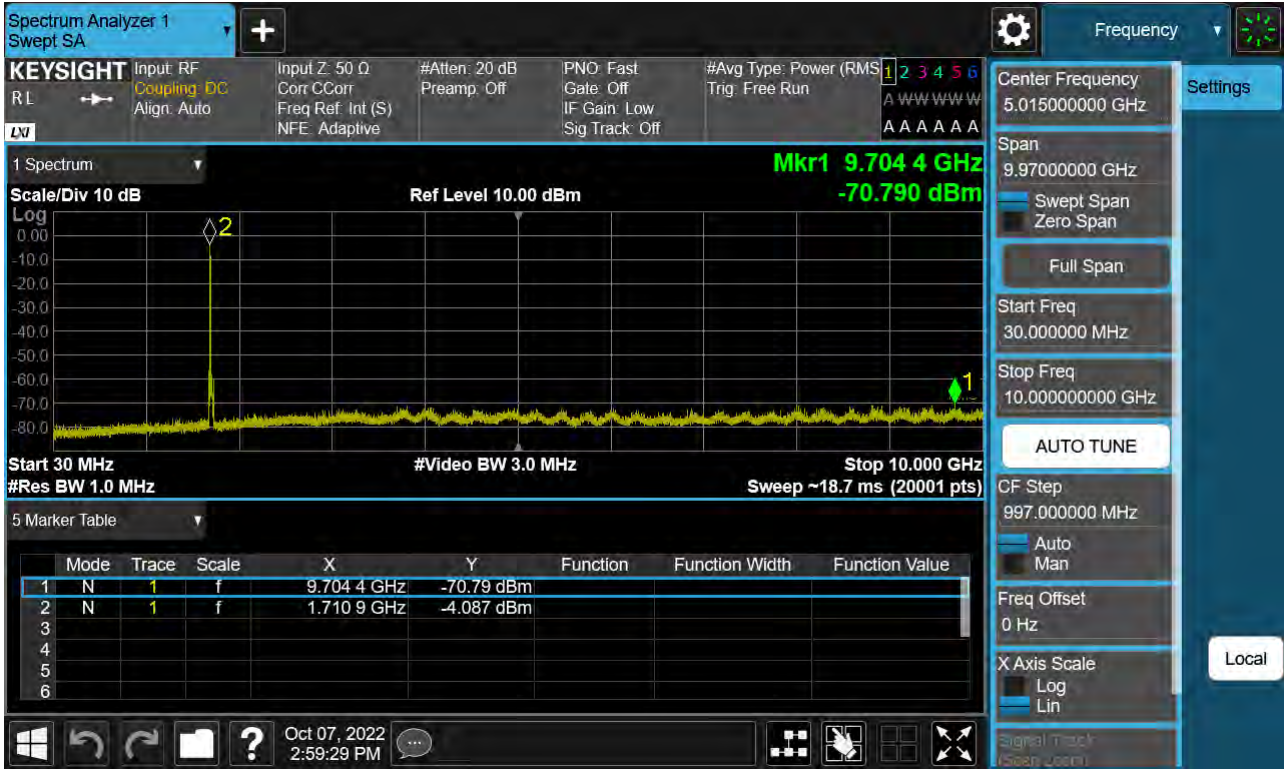 Spectrum Analyzer 1
Swept SA
Frequency
KEYSIGHT
RL
LXI
Input: RF
Coupling: DC
Align: Auto
Input Z: 50 Ω
Corr CCorr
Freq Ref: Int (S)
NFE: Adaptive
#Atten: 20 dB
Preamp: Off
PNO: Fast
Gate: Off
IF Gain: Low
Sig Track: Off
#Avg Type: Power (RMS
Trig: Free Run
1 2 3 4 5 6
A W W W W W
A A A A A A
1 Spectrum
Mkr1 9.704 4 GHz
-70.790 dBm
Scale/Div 10 dB
Ref Level 10.00 dBm
Log
0.00
-10.0
-20.0
-30.0
-40.0
-50.0
-60.0
-70.0
-80.0
2
1
Start 30 MHz
#Video BW 3.0 MHz
Stop 10.000 GHz
#Res BW 1.0 MHz
Sweep ~18.7 ms (20001 pts)
5 Marker Table
Mode Trace Scale X Y Function Function Width Function Value
1 N 1 f 9.704 4 GHz -70.79 dBm
2 N 1 f 1.710 9 GHz -4.087 dBm
3
4
5
6
Oct 07, 2022
2:59:29 PM
Center Frequency
5.015000000 GHz
Settings
Span
9.97000000 GHz
Swept Span
Zero Span
Full Span
Start Freq
30.000000 MHz
Stop Freq
10.000000000 GHz
AUTO TUNE
CF Step
997.000000 MHz
Auto
Man
Freq Offset
0 Hz
X Axis Scale
Log
Lin
Signal Track
(Span Zoom)
Local